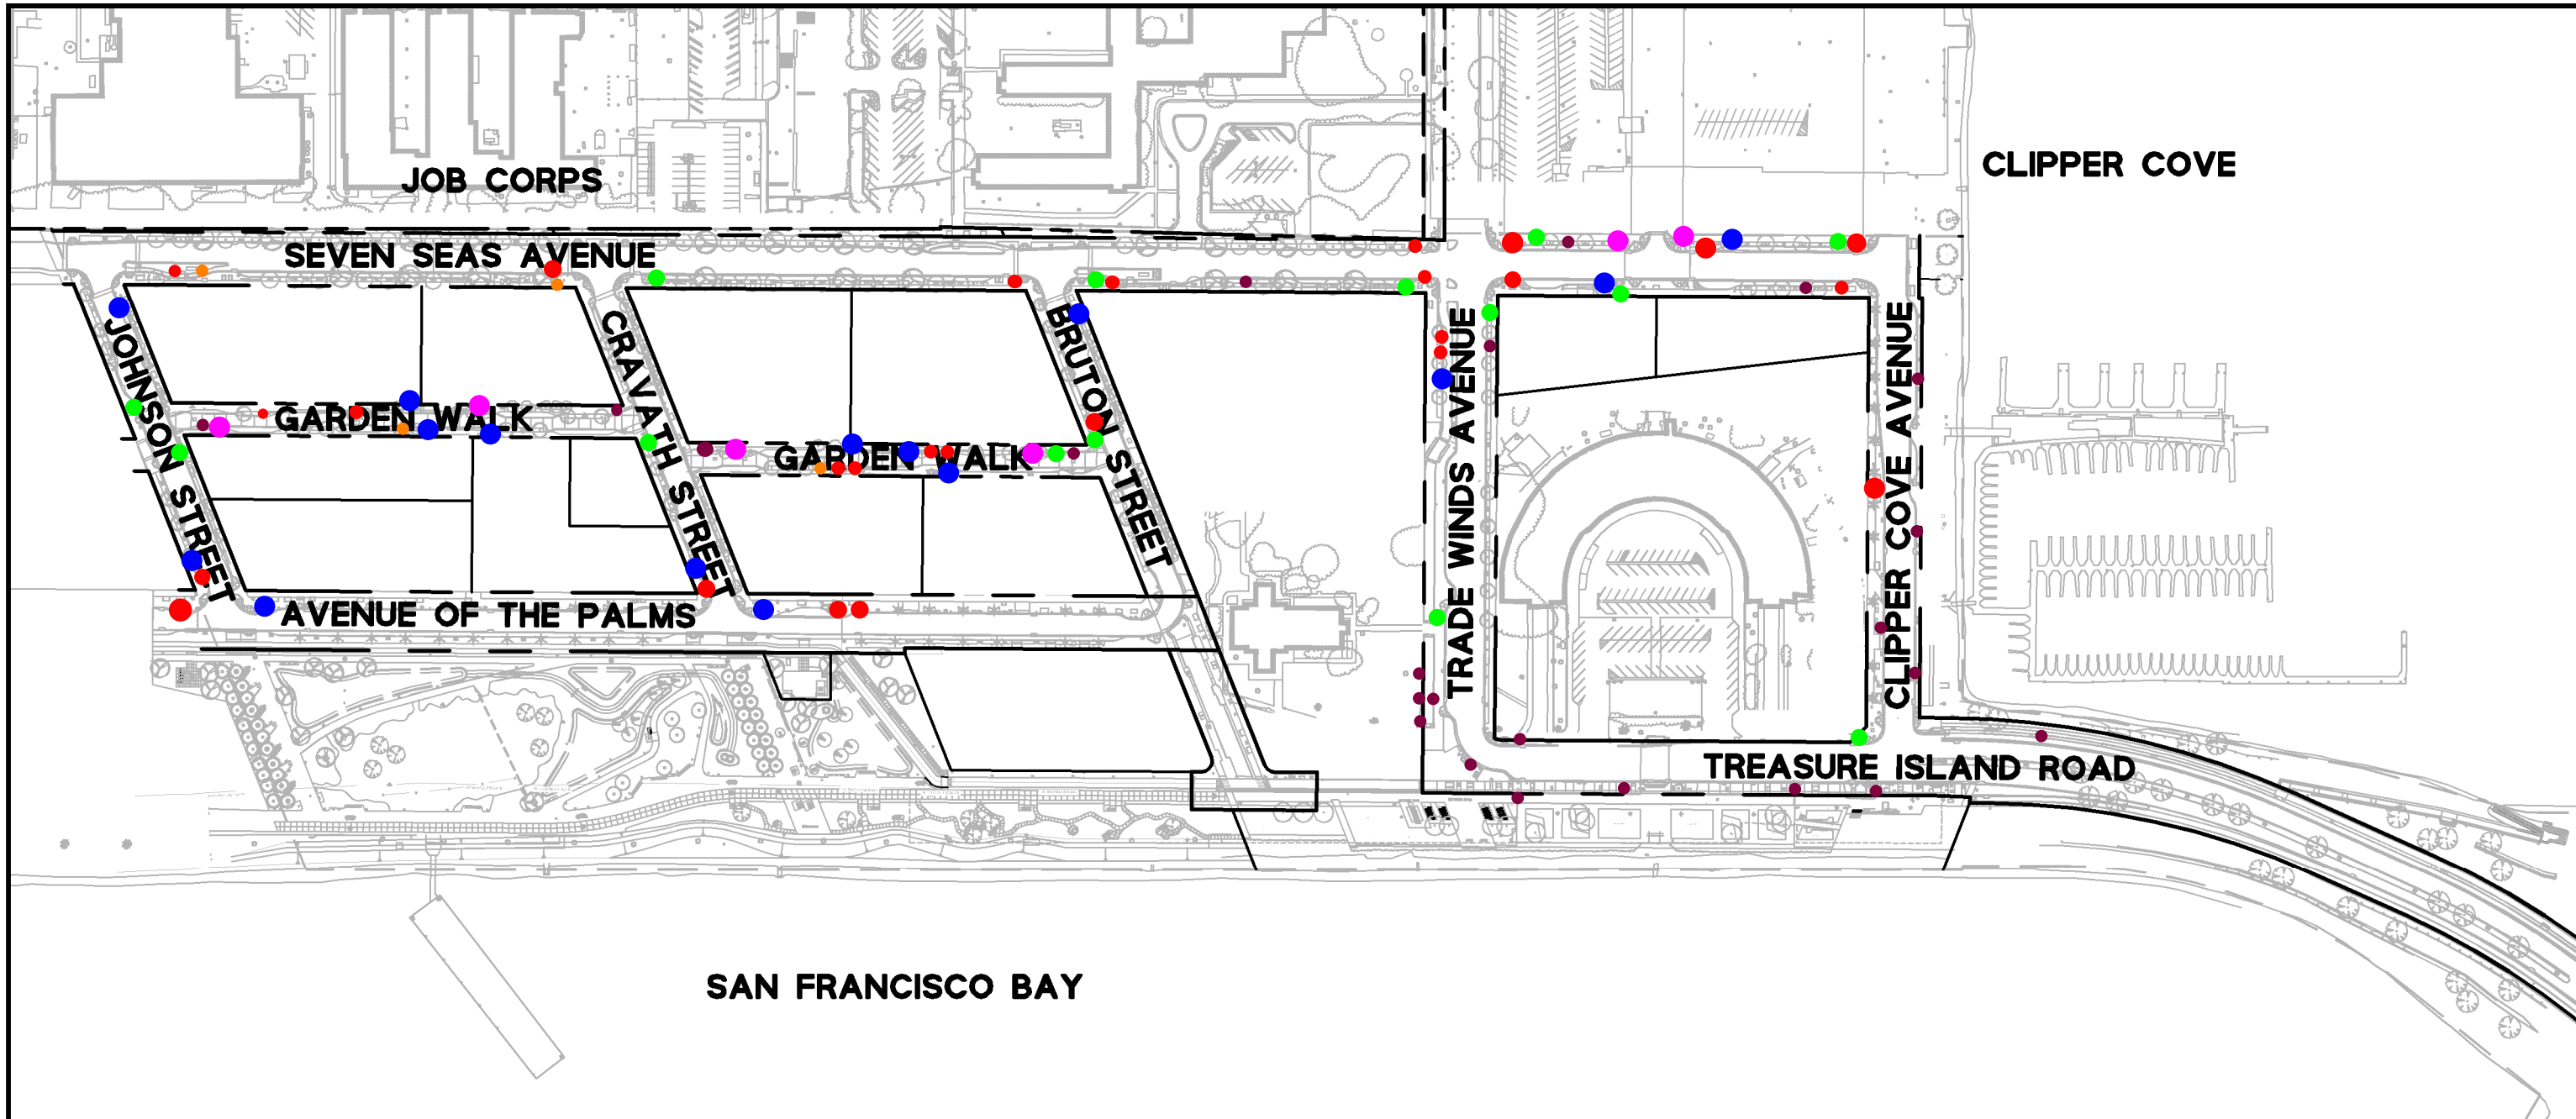 CLIPPER COVE
JOB CORPS
SEVEN SEAS AVENUE
JOHNSON STREET
CRAVATH STREET
BRUTON STREET
GARDEN WALK
GARDEN WALK
TRADE WINDS AVENUE
CLIPPER COVE AVENUE
AVENUE OF THE PALMS
TREASURE ISLAND ROAD
SAN FRANCISCO BAY